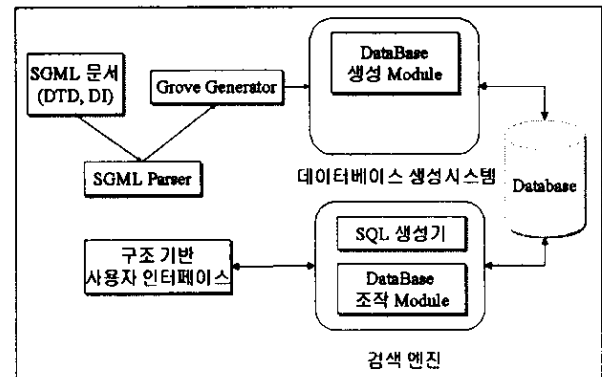 SGML 문서
(DTD, DI)
Grove Generator
DataBase
생성 Module
SGML Parser
데이터베이스 생성시스템
Database
SQL 생성기
구조 기반
사용자 인터페이스
DataBase
조작 Module
검색 엔진